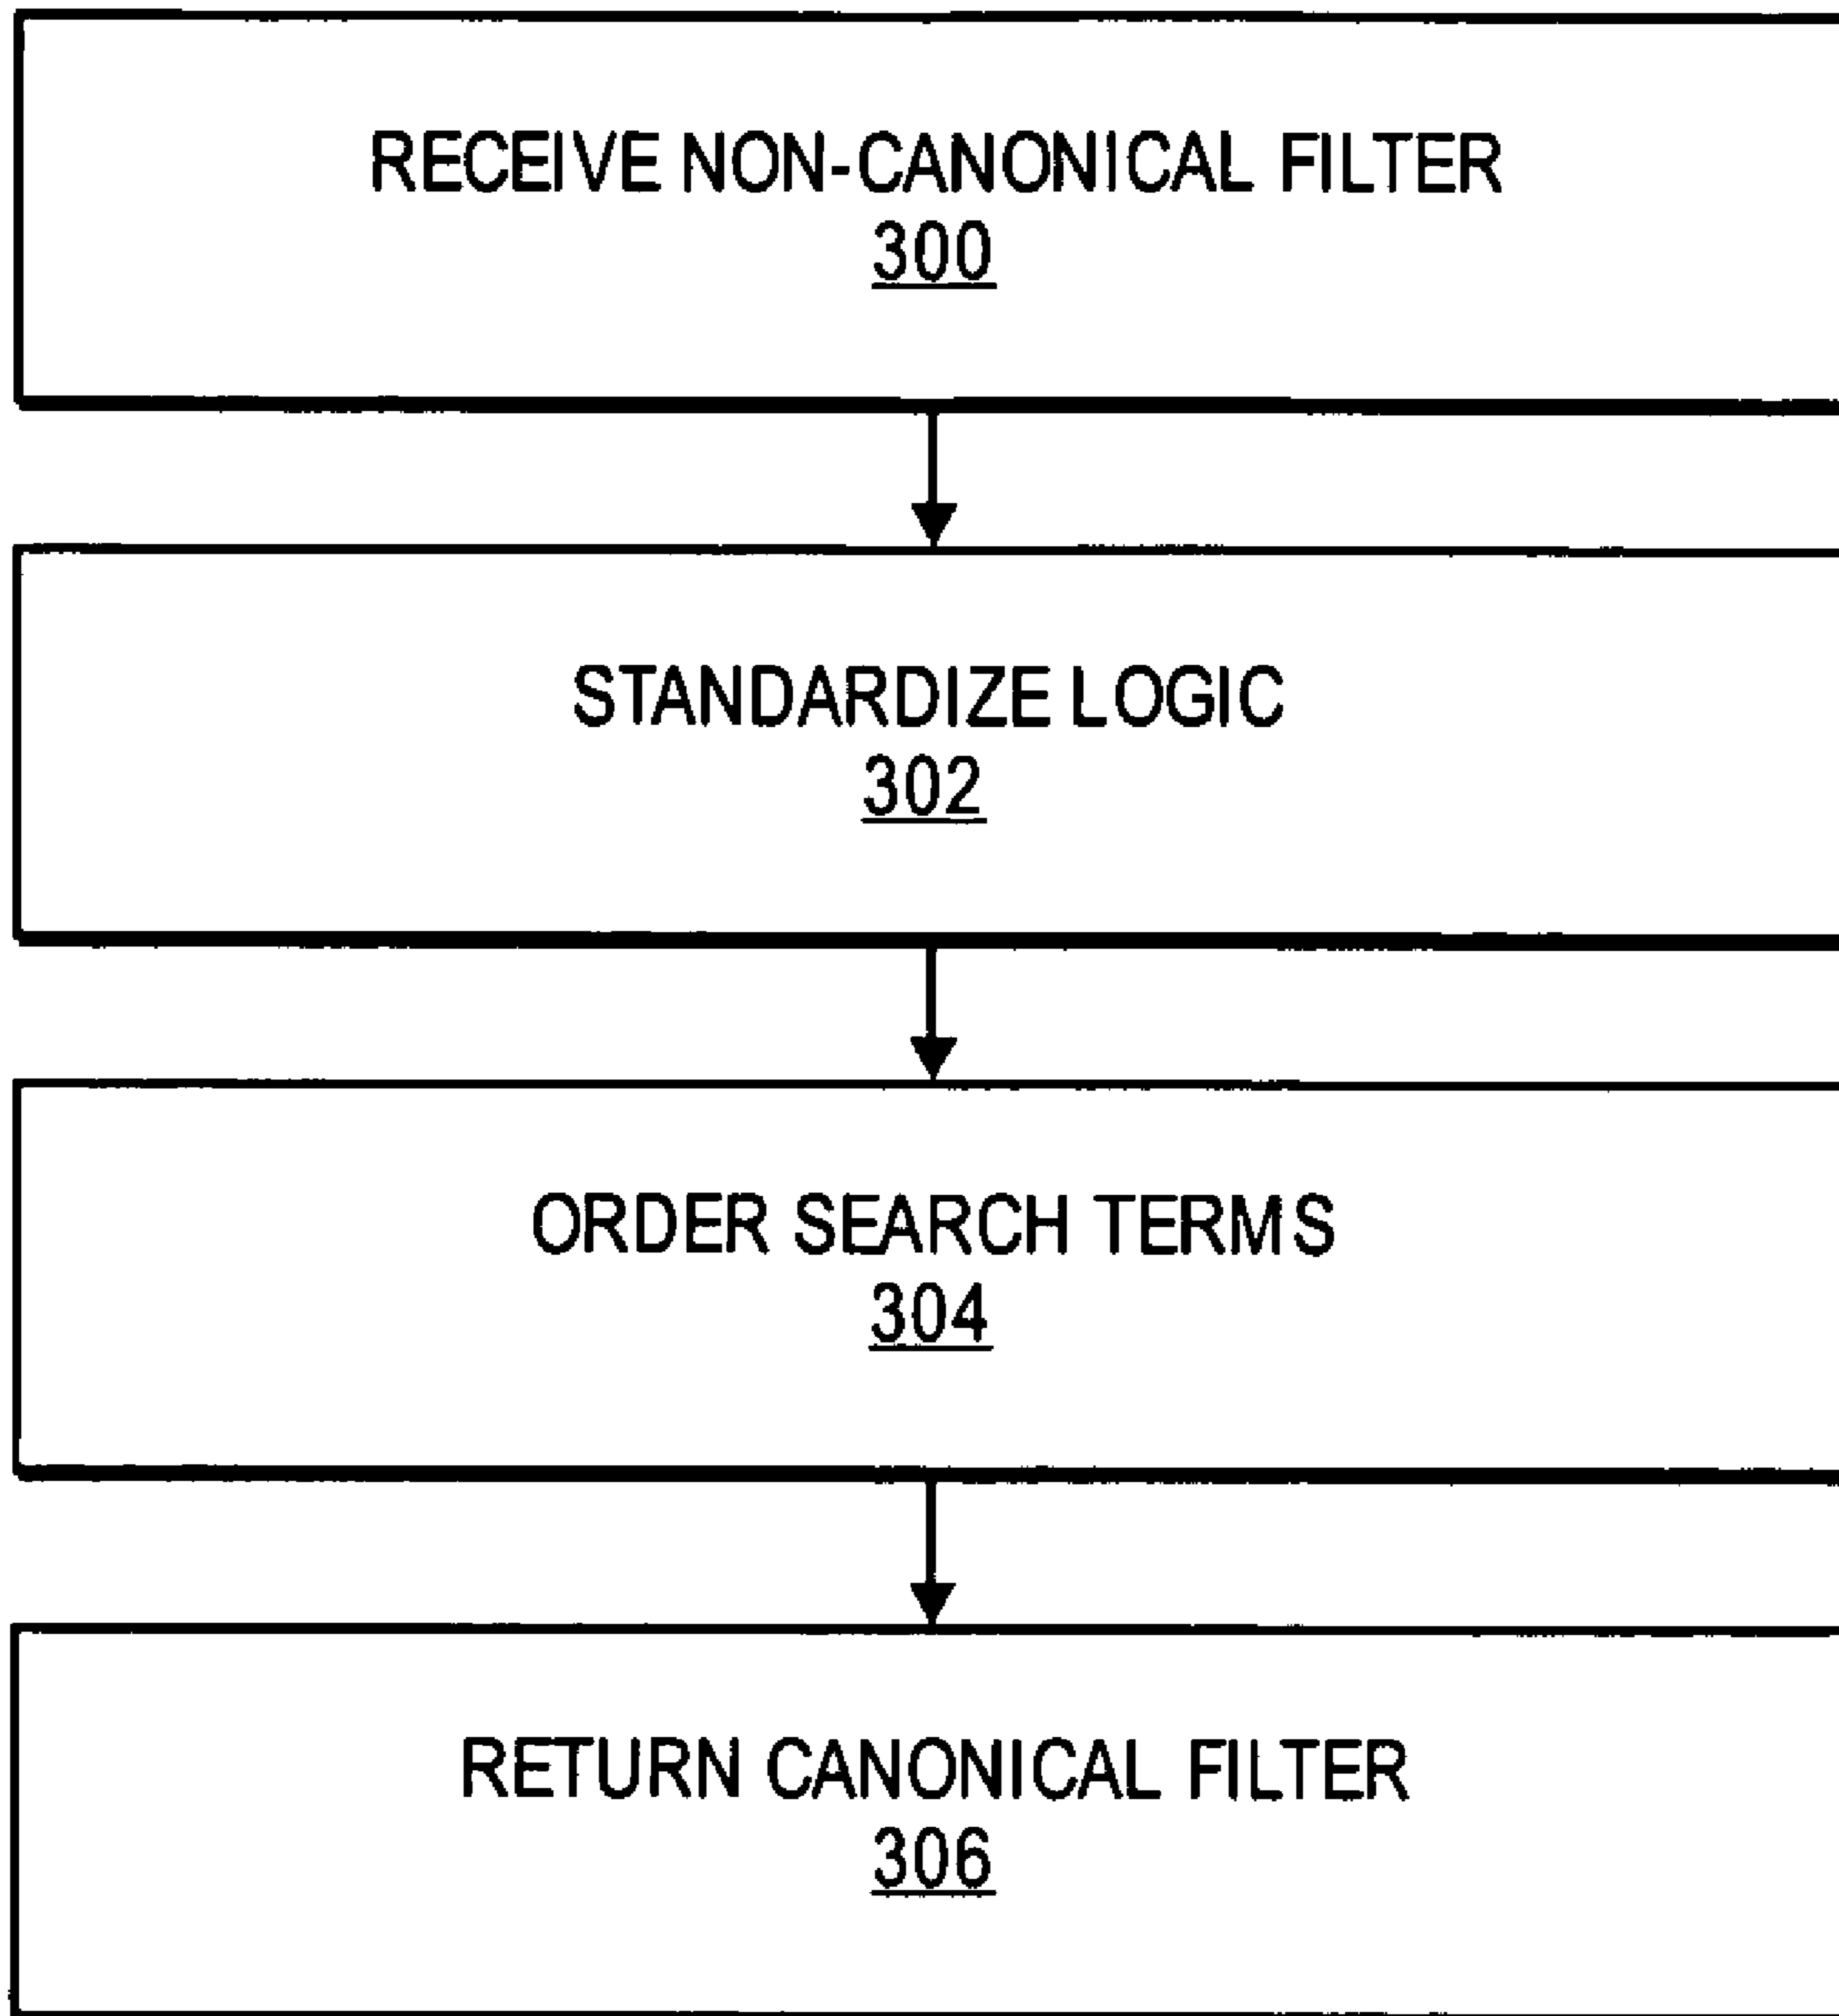 RECEIVE NON-CANONICAL FILTER
300
STANDARDIZE LOGIC
302
ORDER SEARCH TERMS
304
RETURN CANONICAL FILTER
306